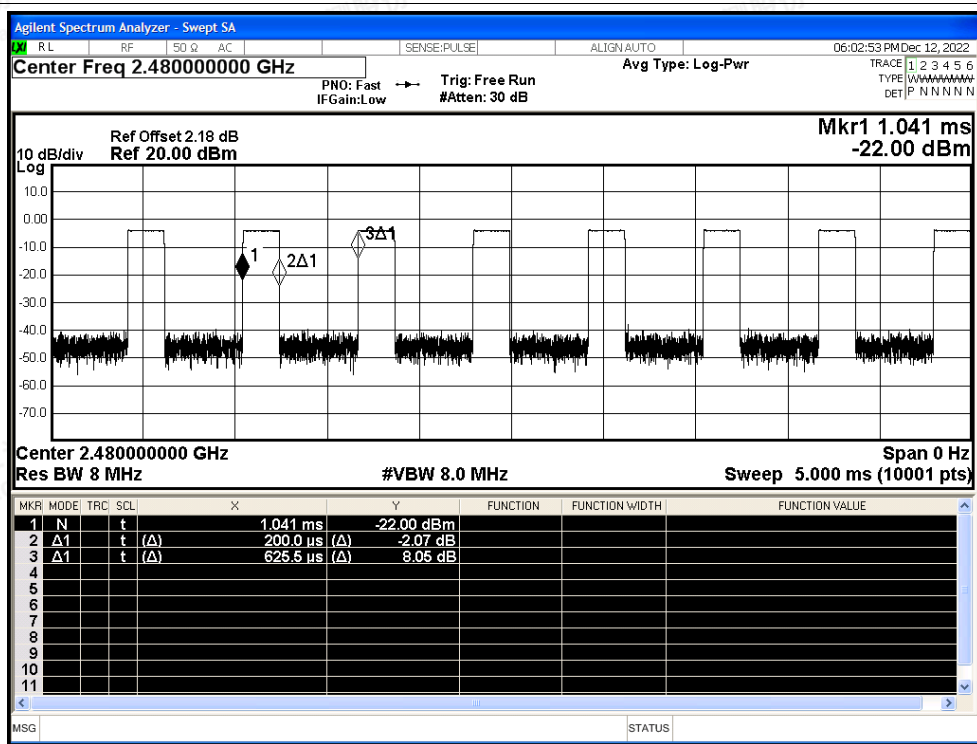 Agilent Spectrum Analyzer - Swept SA
LXI RL RF 50 Ω AC SENSE:PULSE ALIGN AUTO 06:02:53 PM Dec 12, 2022
Center Freq 2.480000000 GHz Avg Type: Log-Pwr TRACE 1 2 3 4 5 6
PNO: Fast Trig: Free Run TYPE WWWWWW
IFGain:Low #Atten: 30 dB DET P N N N N N
Mkr1 1.041 ms
Ref Offset 2.18 dB
10 dB/div Ref 20.00 dBm -22.00 dBm
Log
10.0
0.00
-10.0
-20.0
-30.0
-40.0
-50.0
-60.0
-70.0
1
2Δ1
3Δ1
Center 2.480000000 GHz Span 0 Hz
Res BW 8 MHz #VBW 8.0 MHz Sweep 5.000 ms (10001 pts)
MKR MODE TRC SCL X Y FUNCTION FUNCTION WIDTH FUNCTION VALUE
1 N t 1.041 ms -22.00 dBm
2 Δ1 t (Δ) 200.0 µs (Δ) -2.07 dB
3 Δ1 t (Δ) 625.5 µs (Δ) 8.05 dB
4
5
6
7
8
9
10
11
MSG STATUS